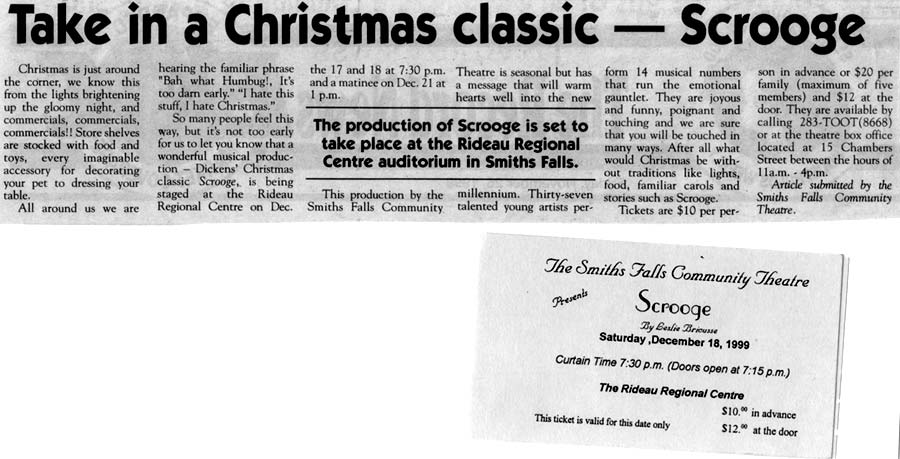 Take in a Christmas classic — Scrooge
Christmas is just around
the corner, we know this
from the lights brightening
up the gloomy night, and
commercials, commercials,
commercials!! Store shelves
are stocked with food and
toys, every imaginable
accessory for decorating
your pet to dressing your
table.
All around us we are
hearing the familiar phrase
"Bah what Humbug!, It's
too darn early." "I hate this
stuff, I hate Christmas."
So many people feel this
way, but it's not too early
for us to let you know that a
wonderful musical produc-
tion – Dickens' Christmas
classic Scrooge, is being
staged at the Rideau
Regional Centre on Dec.
the 17 and 18 at 7:30 p.m.
and a matinee on Dec. 21 at
1 p.m.
The production of Scrooge is set to
take place at the Rideau Regional
Centre auditorium in Smiths Falls.
This production by the
Smiths Falls Community
Theatre is seasonal but has
a message that will warm
hearts well into the new
millennium. Thirty-seven
talented young artists per-
form 14 musical numbers
that run the emotional
gauntlet. They are joyous
and funny, poignant and
touching and we are sure
that you will be touched in
many ways. After all what
would Christmas be with-
out traditions like lights,
food, familiar carols and
stories such as Scrooge.
Tickets are $10 per per-
son in advance or $20 per
family (maximum of five
members) and $12 at the
door. They are available by
calling 283-TOOT(8668)
or at the theatre box office
located at 15 Chambers
Street between the hours of
11a.m. - 4p.m.
Article submitted by the
Smiths Falls Community
Theatre.
The Smiths Falls Community Theatre
Presents
Scrooge
By Leslie Bricusse
Saturday ,December 18, 1999
Curtain Time 7:30 p.m. (Doors open at 7:15 p.m.)
The Rideau Regional Centre
$10.00 in advance
This ticket is valid for this date only
$12.00 at the door